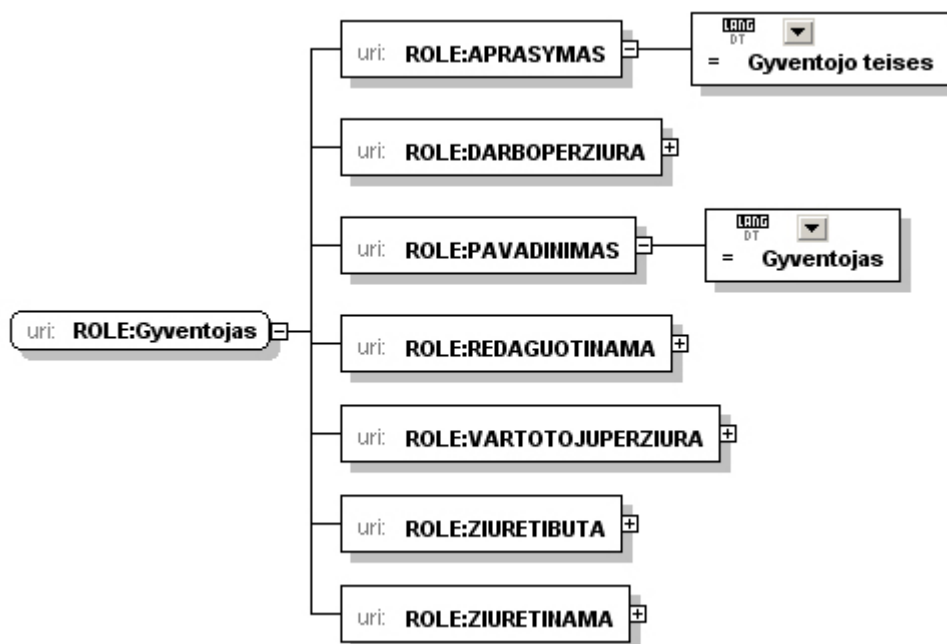 LANG
DT
uri: ROLE:APRASYMAS
= Gyventojo teises
uri: ROLE:DARBOPERZIURA
LANG
DT
uri: ROLE:PAVADINIMAS
= Gyventojas
uri: ROLE:Gyventojas
uri: ROLE:REDAGUOTINAMA
uri: ROLE:VARTOTOJUPERZIURA
uri: ROLE:ZIURETIBUTA
uri: ROLE:ZIURETINAMA